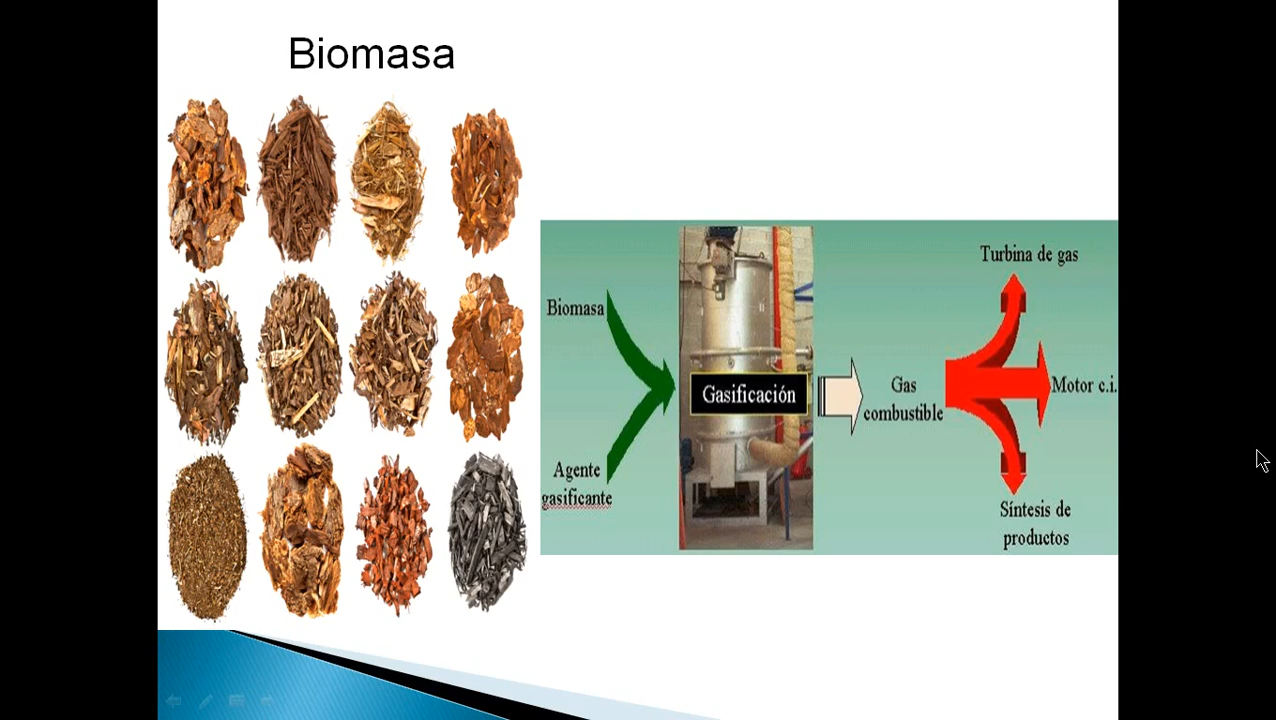 Biomasa
Biomasa
Agente
gasificante
Gasificación
Gas
combustible
Turbina de gas
Motor c.i.
Síntesis de
productos